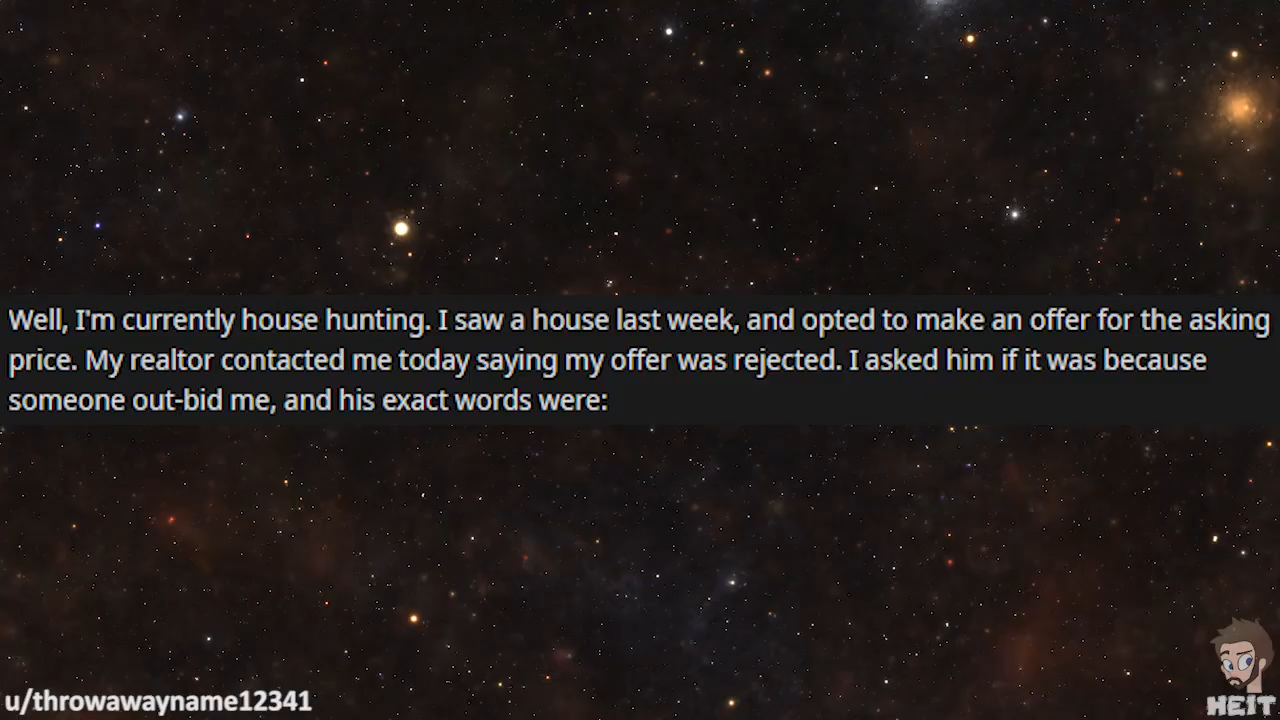 Well, I'm currently house hunting. I saw a house last week, and opted to make an offer for the asking
price. My realtor contacted me today saying my offer was rejected. I asked him if it was because
someone out-bid me, and his exact words were:
u/throwawayname12341
HEIT